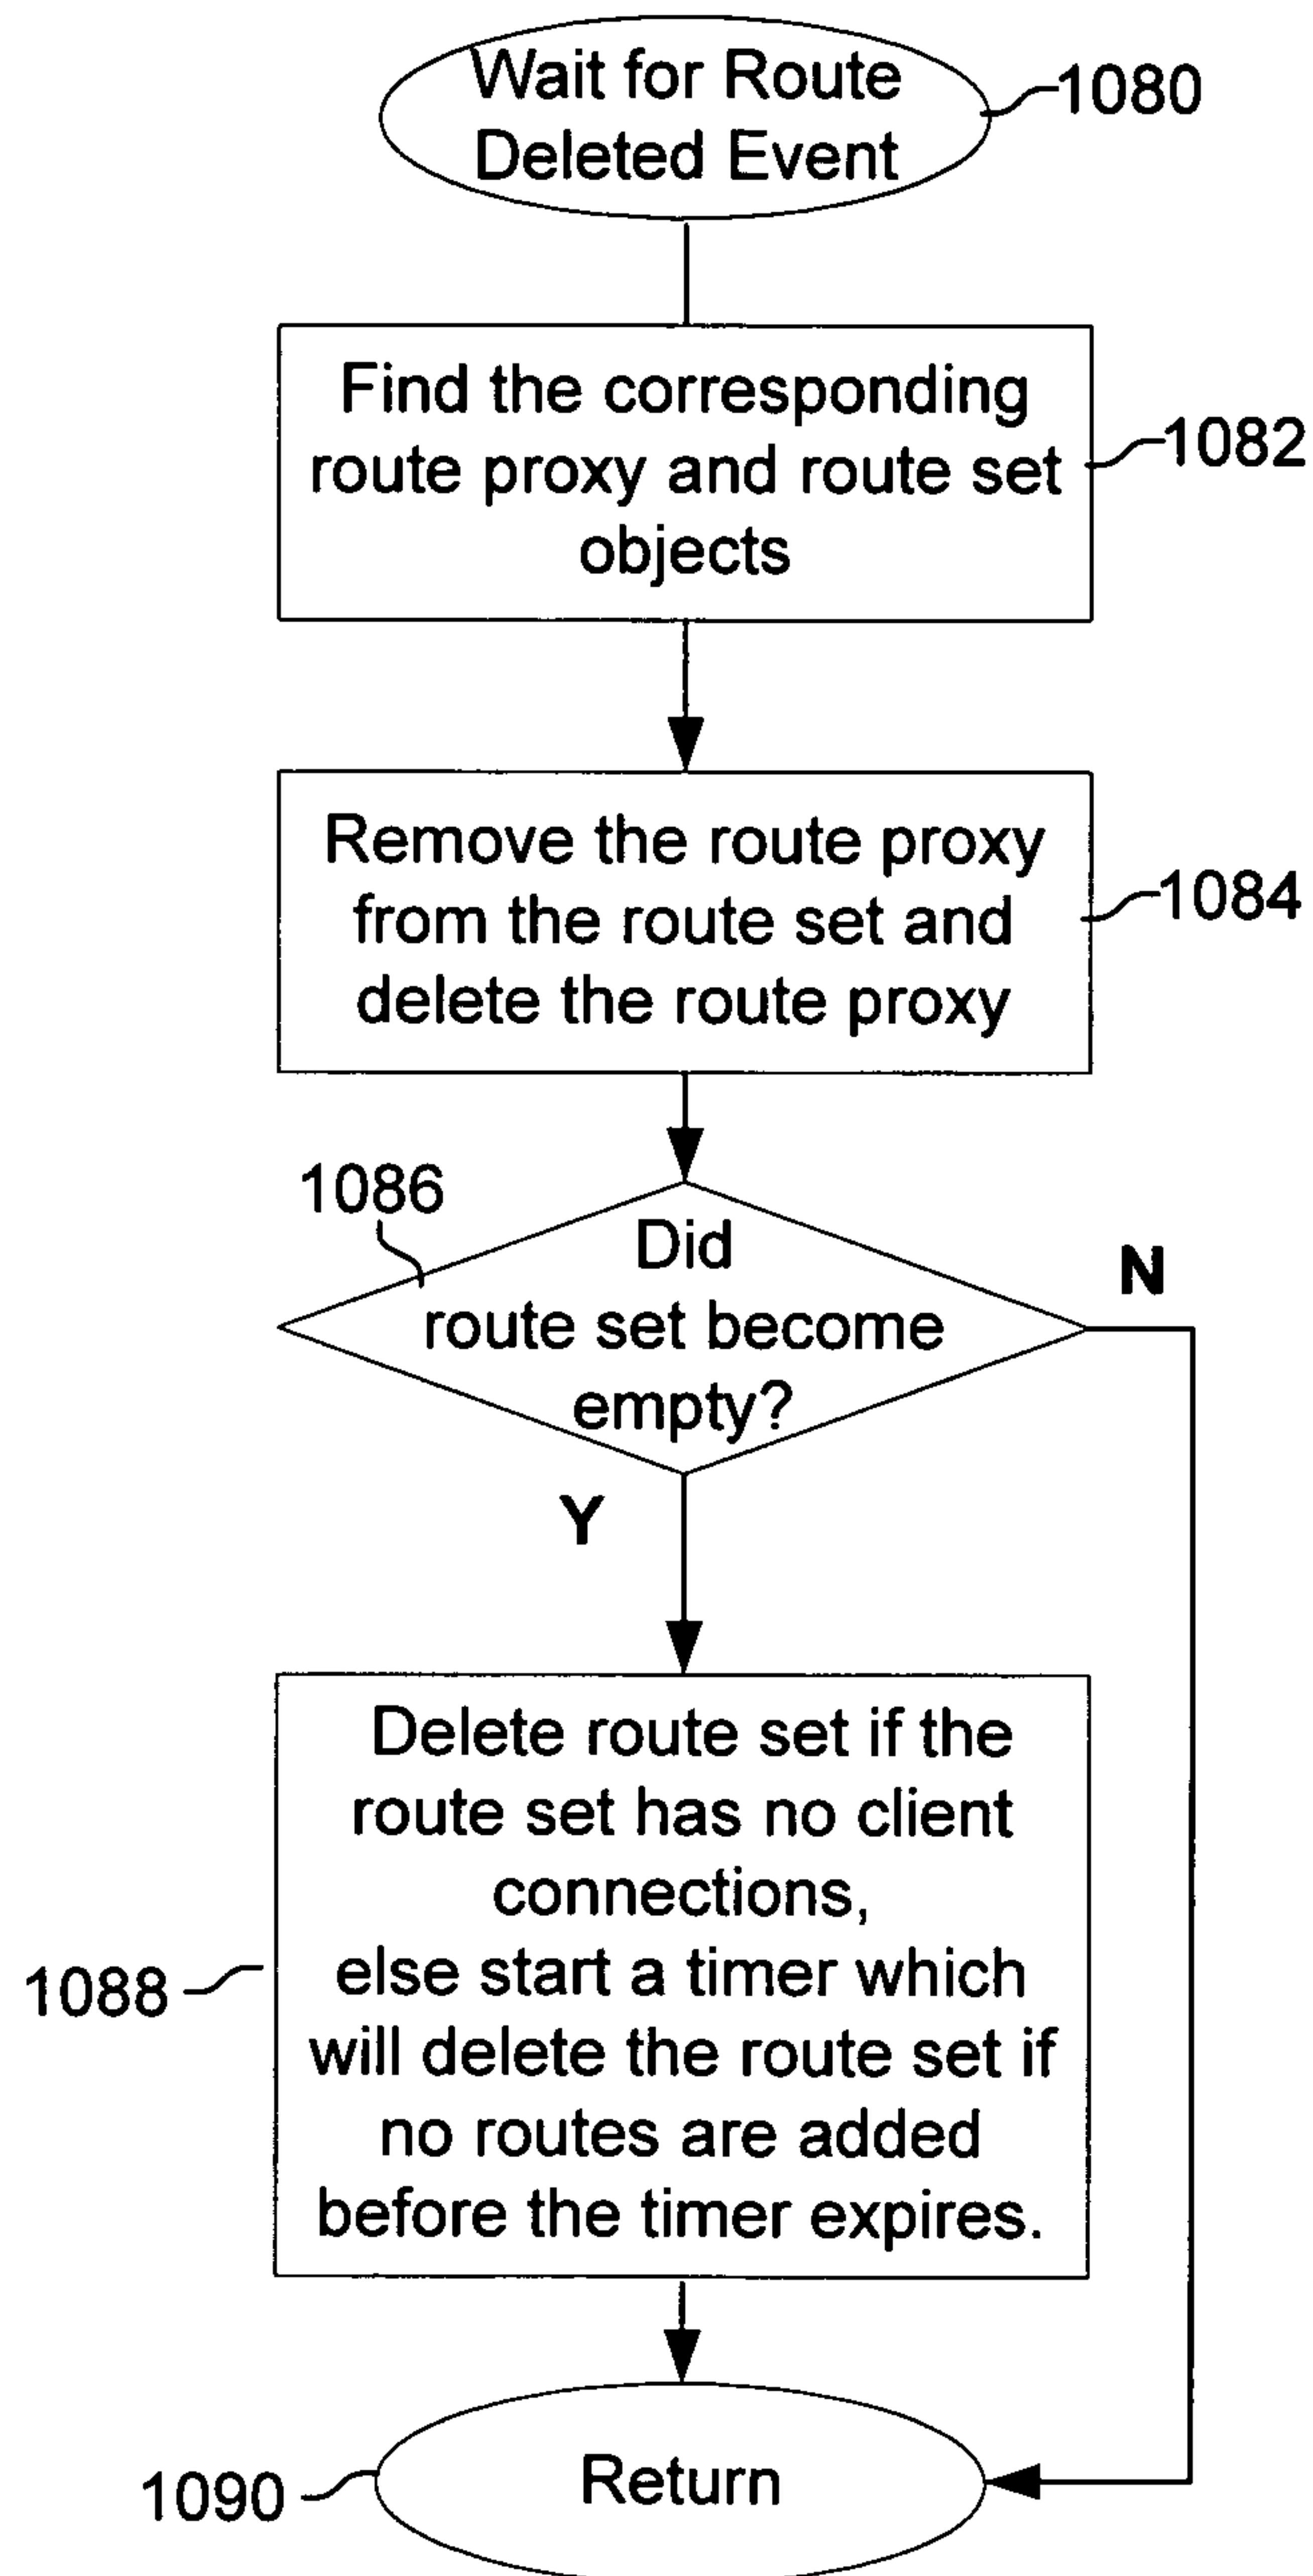 Wait for Route
Deleted Event
1080
Find the corresponding
route proxy and route set
objects
1082
Remove the route proxy
from the route set and
delete the route proxy
1084
1086
Did
route set become
empty?
N
Y
Delete route set if the
route set has no client
connections,
else start a timer which
will delete the route set if
no routes are added
before the timer expires.
1088
Return
1090